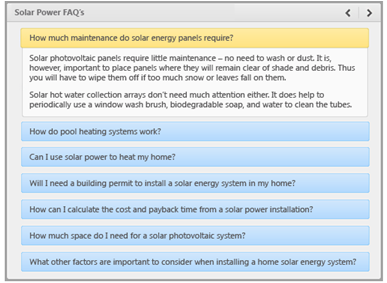 Solar Power FAQ's
How much maintenance do solar energy panels require?
Solar photovoltaic panels require little maintenance – no need to wash or dust. It is,
however, important to place panels where they will remain clear of shade and debris. Thus
you will have to wipe them off if too much snow or leaves fall on them.
Solar hot water collection arrays don't need much attention either. It does help to
periodically use a window wash brush, biodegradable soap, and water to clean the tubes.
How do pool heating systems work?
Can I use solar power to heat my home?
Will I need a building permit to install a solar energy system in my home?
How can I calculate the cost and payback time from a solar power installation?
How much space do I need for a solar photovoltaic system?
What other factors are important to consider when installing a home solar energy system?